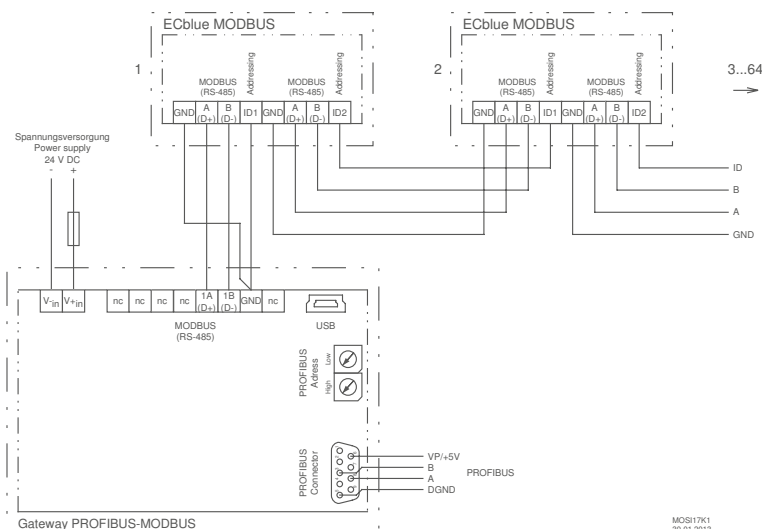 ECblue MODBUS
ECblue MODBUS
1
2
3...64
MODBUS
(RS-485)
Addressing
MODBUS
(RS-485)
Addressing
MODBUS
(RS-485)
Addressing
MODBUS
(RS-485)
Addressing
GND A (D+) B (D-) ID1 GND A (D+) B (D-) ID2
GND A (D+) B (D-) ID1 GND A (D+) B (D-) ID2
Spannungsversorgung
Power supply
24 V DC
- +
ID
B
A
GND
V-in V+in nc nc nc nc 1A (D+) 1B (D-) GND nc
MODBUS
(RS-485)
USB
PROFIBUS
Adress
Low
High
PROFIBUS
Connector
VP/+5V
B
A
DGND
PROFIBUS
Gateway PROFIBUS-MODBUS
MOSI17K1